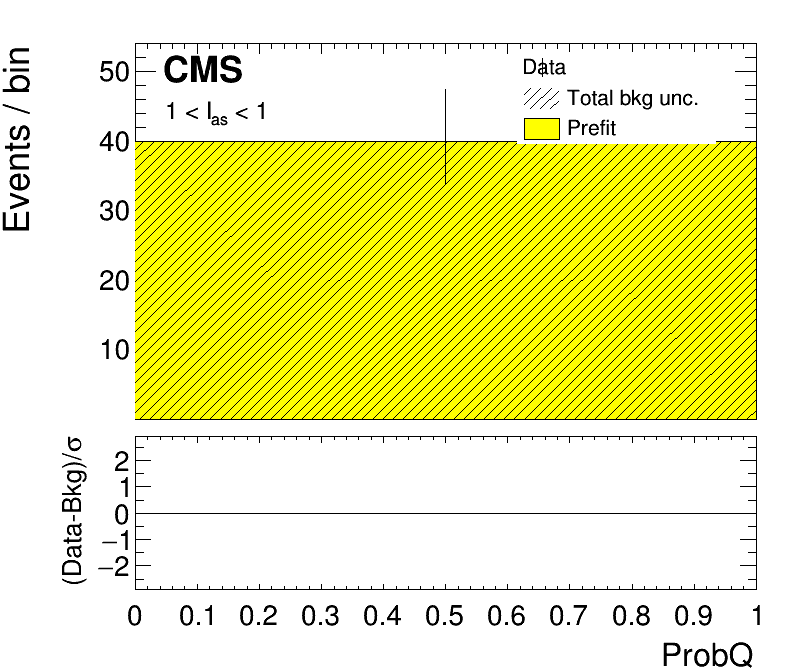 Events / bin
50
40
30
20
10
CMS
1 < Ias < 1
Data
Total bkg unc.
Prefit
(Data-Bkg)/σ
2
1
0
−1
−2
0 0.1 0.2 0.3 0.4 0.5 0.6 0.7 0.8 0.9 1
ProbQ